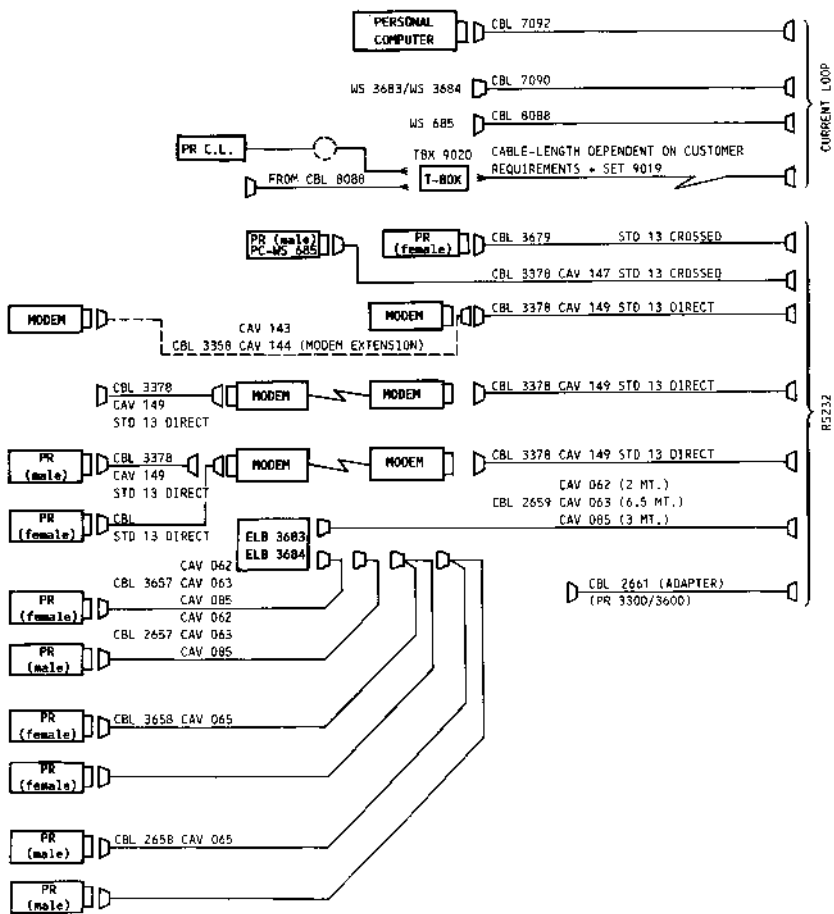 PERSONAL
COMPUTER
CBL 7092
WS 3683/WS 3684
CBL 7090
WS 685
CBL 8088
CURRENT LOOP
PR C.L.
TBX 9020
T-BOX
CABLE-LENGTH DEPENDENT ON CUSTOMER
REQUIREMENTS + SET 9019
FROM CBL 8088
PR (male)
PC-WS 685
PR
(female)
CBL 3679 STD 13 CROSSED
CBL 3378 CAV 147 STD 13 CROSSED
MODEM
MODEM
CBL 3378 CAV 149 STD 13 DIRECT
CAV 143
CBL 3358 CAV 144 (MODEM EXTENSION)
CBL 3378
CAV 149
STD 13 DIRECT
MODEM
MODEM
CBL 3378 CAV 149 STD 13 DIRECT
RS232
PR
(male)
CBL 3378
CAV 149
STD 13 DIRECT
MODEM
MODEM
CBL 3378 CAV 149 STD 13 DIRECT
PR
(female)
CBL
STD 13 DIRECT
CAV 062 (2 MT.)
CBL 2659 CAV 063 (6.5 MT.)
CAV 085 (3 MT.)
ELB 3683
ELB 3684
CAV 062
CBL 3657 CAV 063
CAV 085
PR
(female)
CAV 062
CBL 2657 CAV 063
CAV 085
PR
(male)
CBL 2661 (ADAPTER)
(PR 3300/3600)
PR
(female)
CBL 3658 CAV 065
PR
(female)
PR
(male)
CBL 2658 CAV 065
PR
(male)